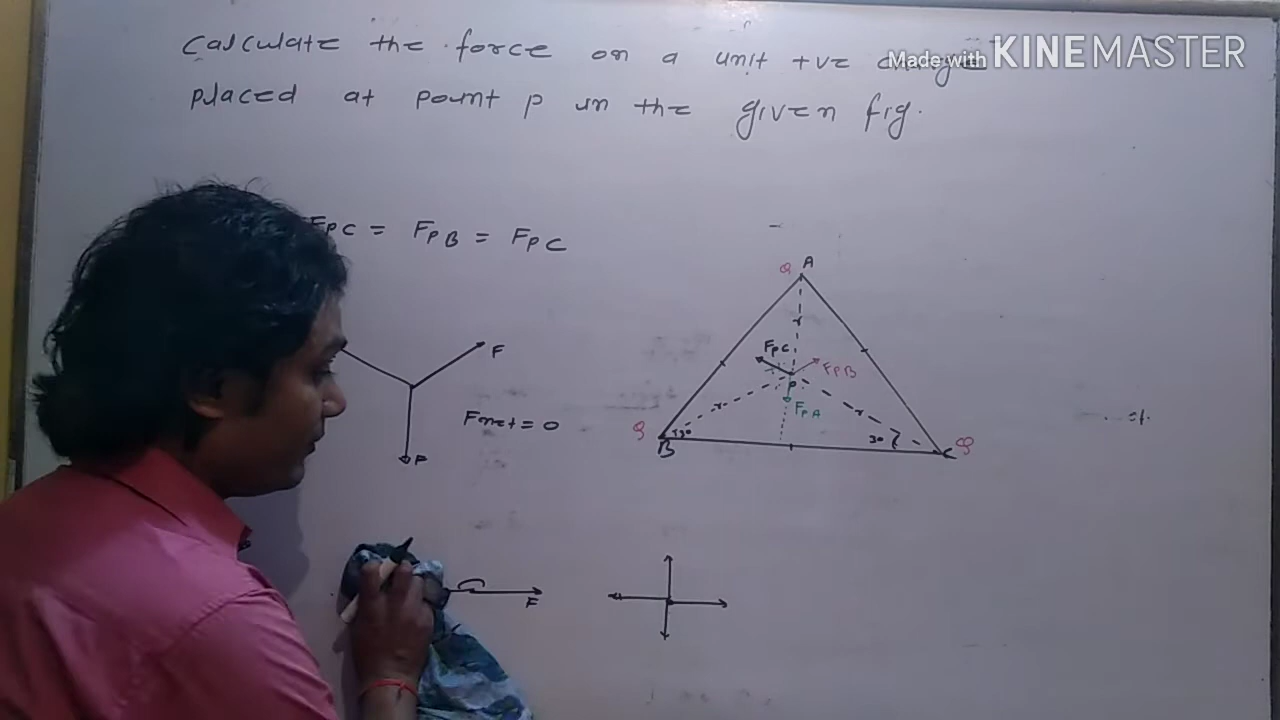 Calculate the force on a unit +ve charge
placed at point P in the given fig.
Made with KINEMASTER
FPC = FPB = FPC
Q A
FPC
r
FPB
P
FPA
r
r
F
Fnet = 0
Q
30
B
30
Q
C
F
F